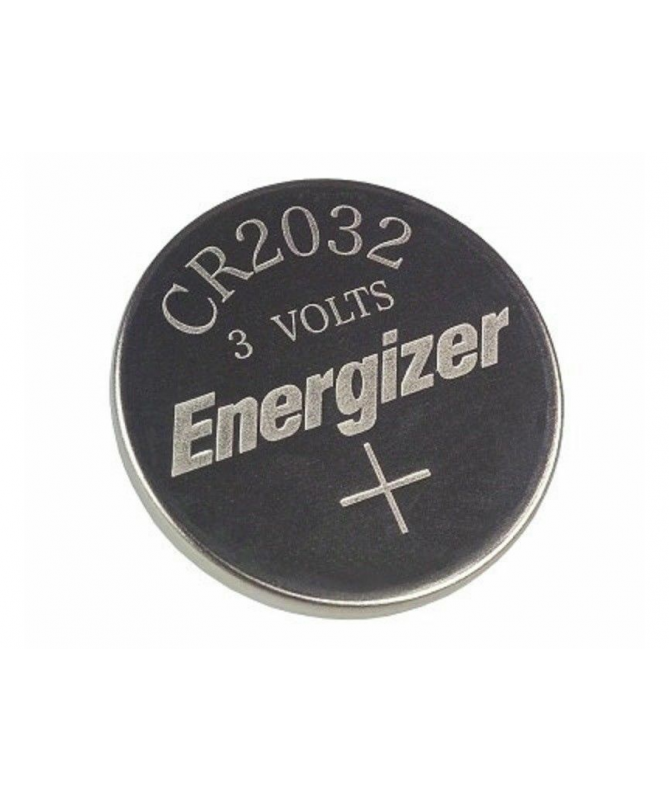 CR2032
3 VOLTS
Energizer
+